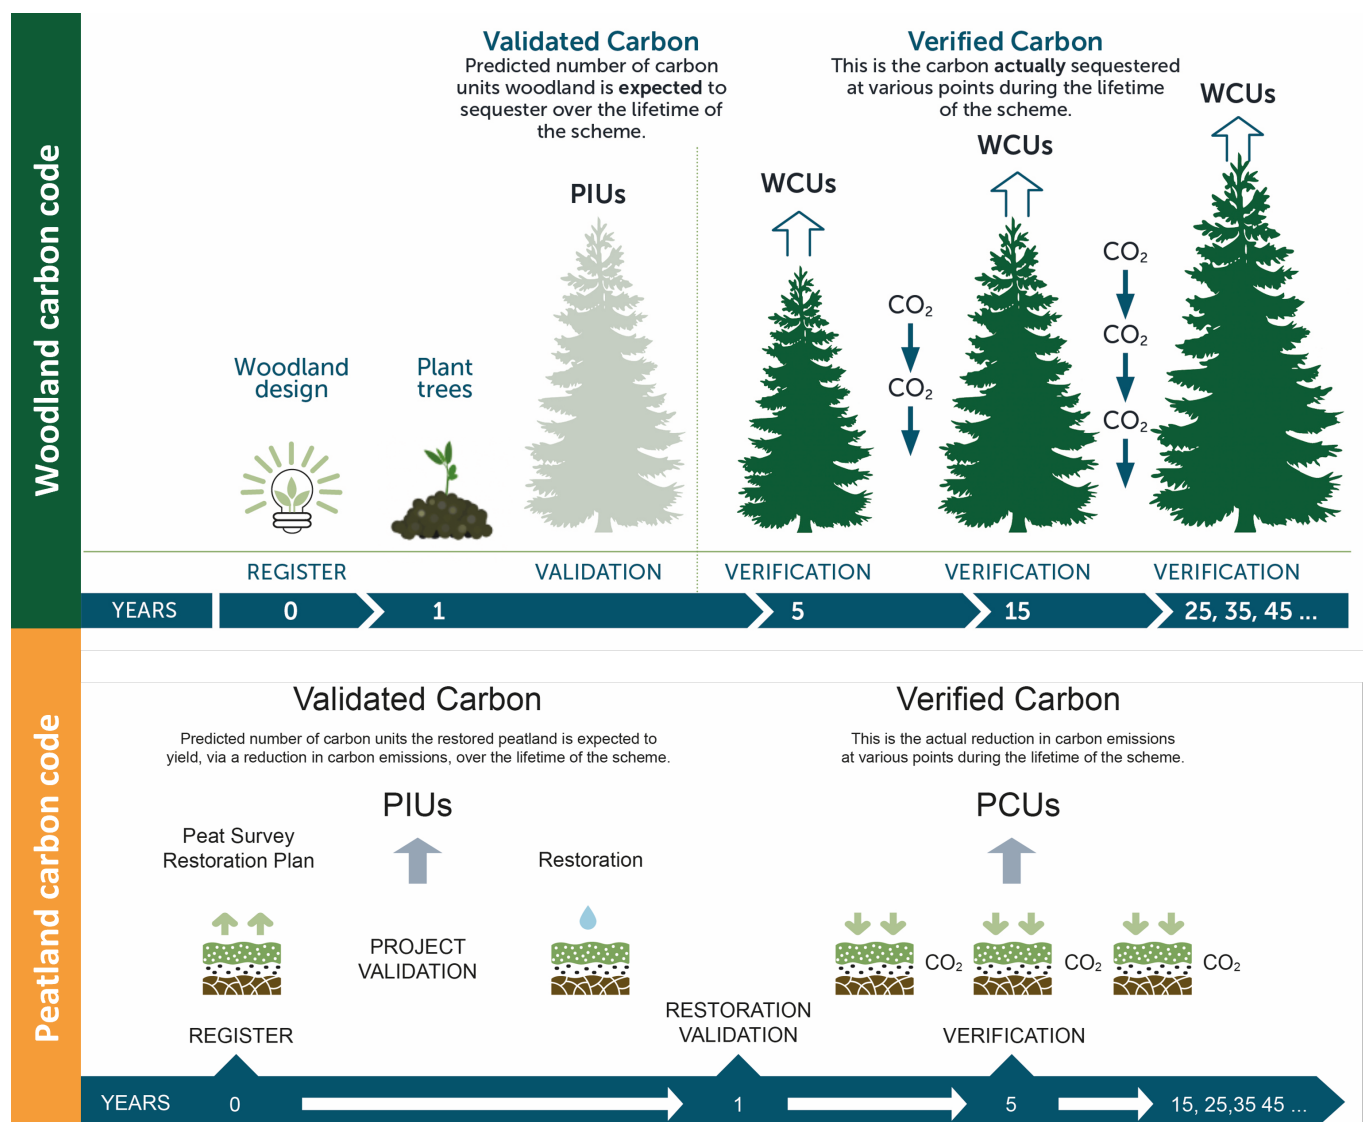 Woodland carbon code
Validated Carbon
Predicted number of carbon
units woodland is expected to
sequester over the lifetime of
the scheme.
Verified Carbon
This is the carbon actually sequestered
at various points during the lifetime
of the scheme.
PIUs
WCUs
WCUs
WCUs
Woodland
design
Plant
trees
CO₂
CO₂
CO₂
CO₂
CO₂
REGISTER
VALIDATION
VERIFICATION
VERIFICATION
VERIFICATION
YEARS
0
1
5
15
25, 35, 45 ...
Peatland carbon code
Validated Carbon
Predicted number of carbon units the restored peatland is expected to
yield, via a reduction in carbon emissions, over the lifetime of the scheme.
Verified Carbon
This is the actual reduction in carbon emissions
at various points during the lifetime of the scheme.
PIUs
PCUs
Peat Survey
Restoration Plan
Restoration
PROJECT
VALIDATION
CO₂
CO₂
CO₂
REGISTER
RESTORATION
VALIDATION
VERIFICATION
YEARS
0
1
5
15, 25,35 45 ...